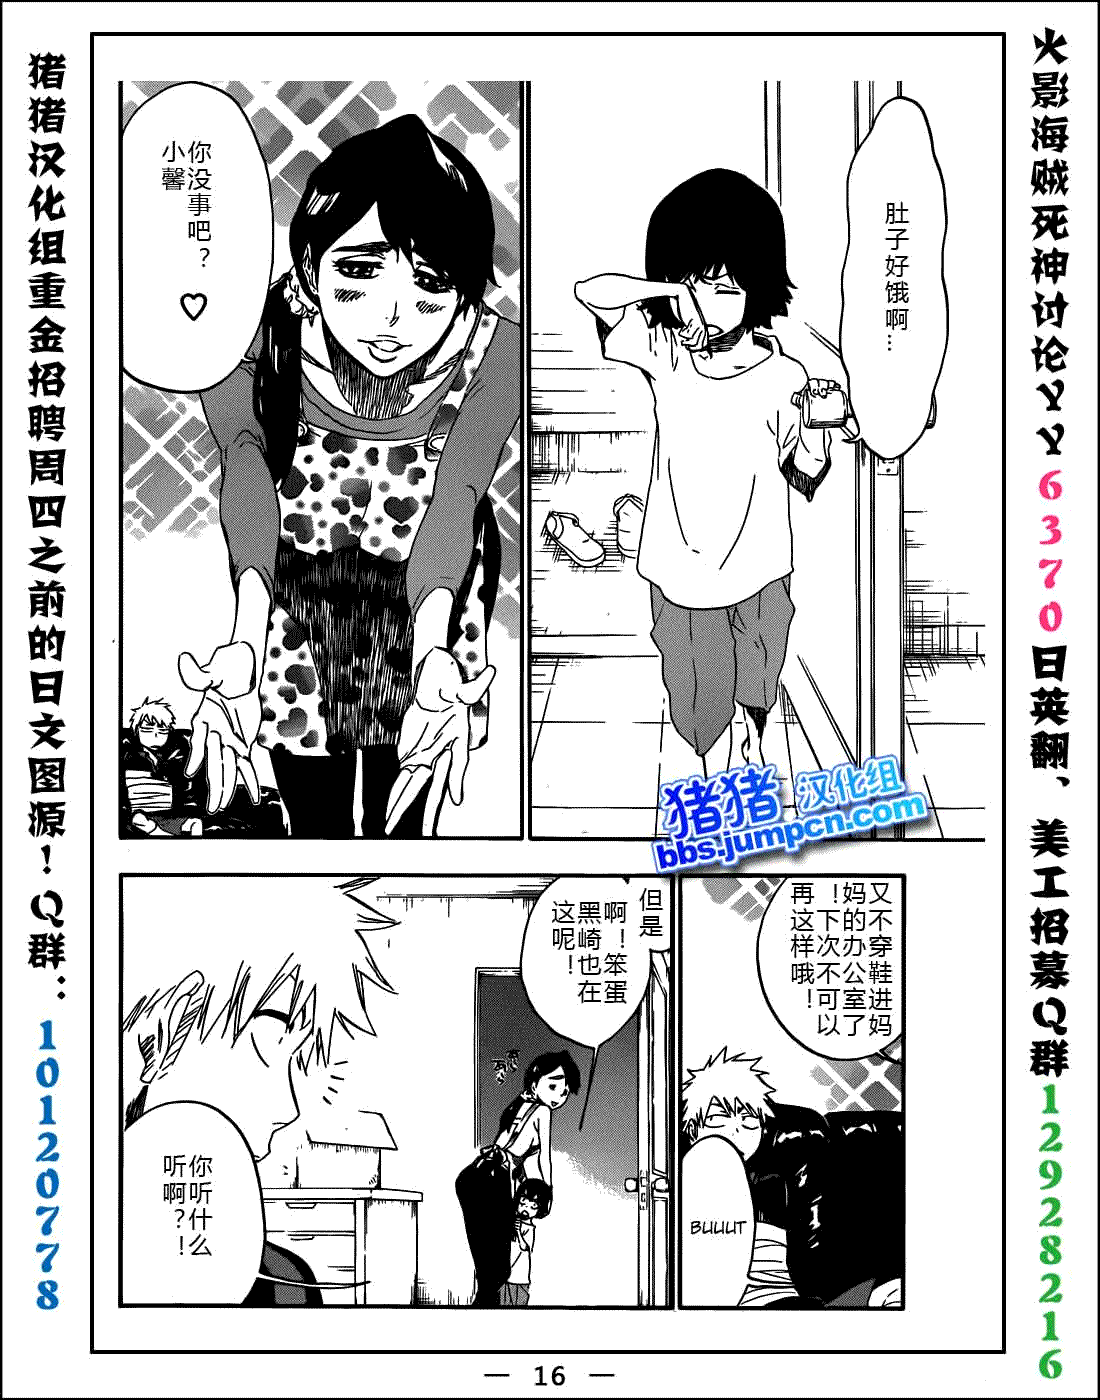 火影海贼死神讨论YY6370日英翻、美工招募Q群12928216
肚子好饿啊…
你没事吧?
小馨
♡
猪猪汉化组
bbs.jumpcn.com
又不穿鞋进妈
妈的办公室了
!下次不可以
再这样哦!
BUUUT
但是
啊!笨蛋
黑崎也在
这呢!
你听什么
听啊?!
猪猪汉化组重金招聘周四之前的日文图源!Q群:101207778
— 16 —